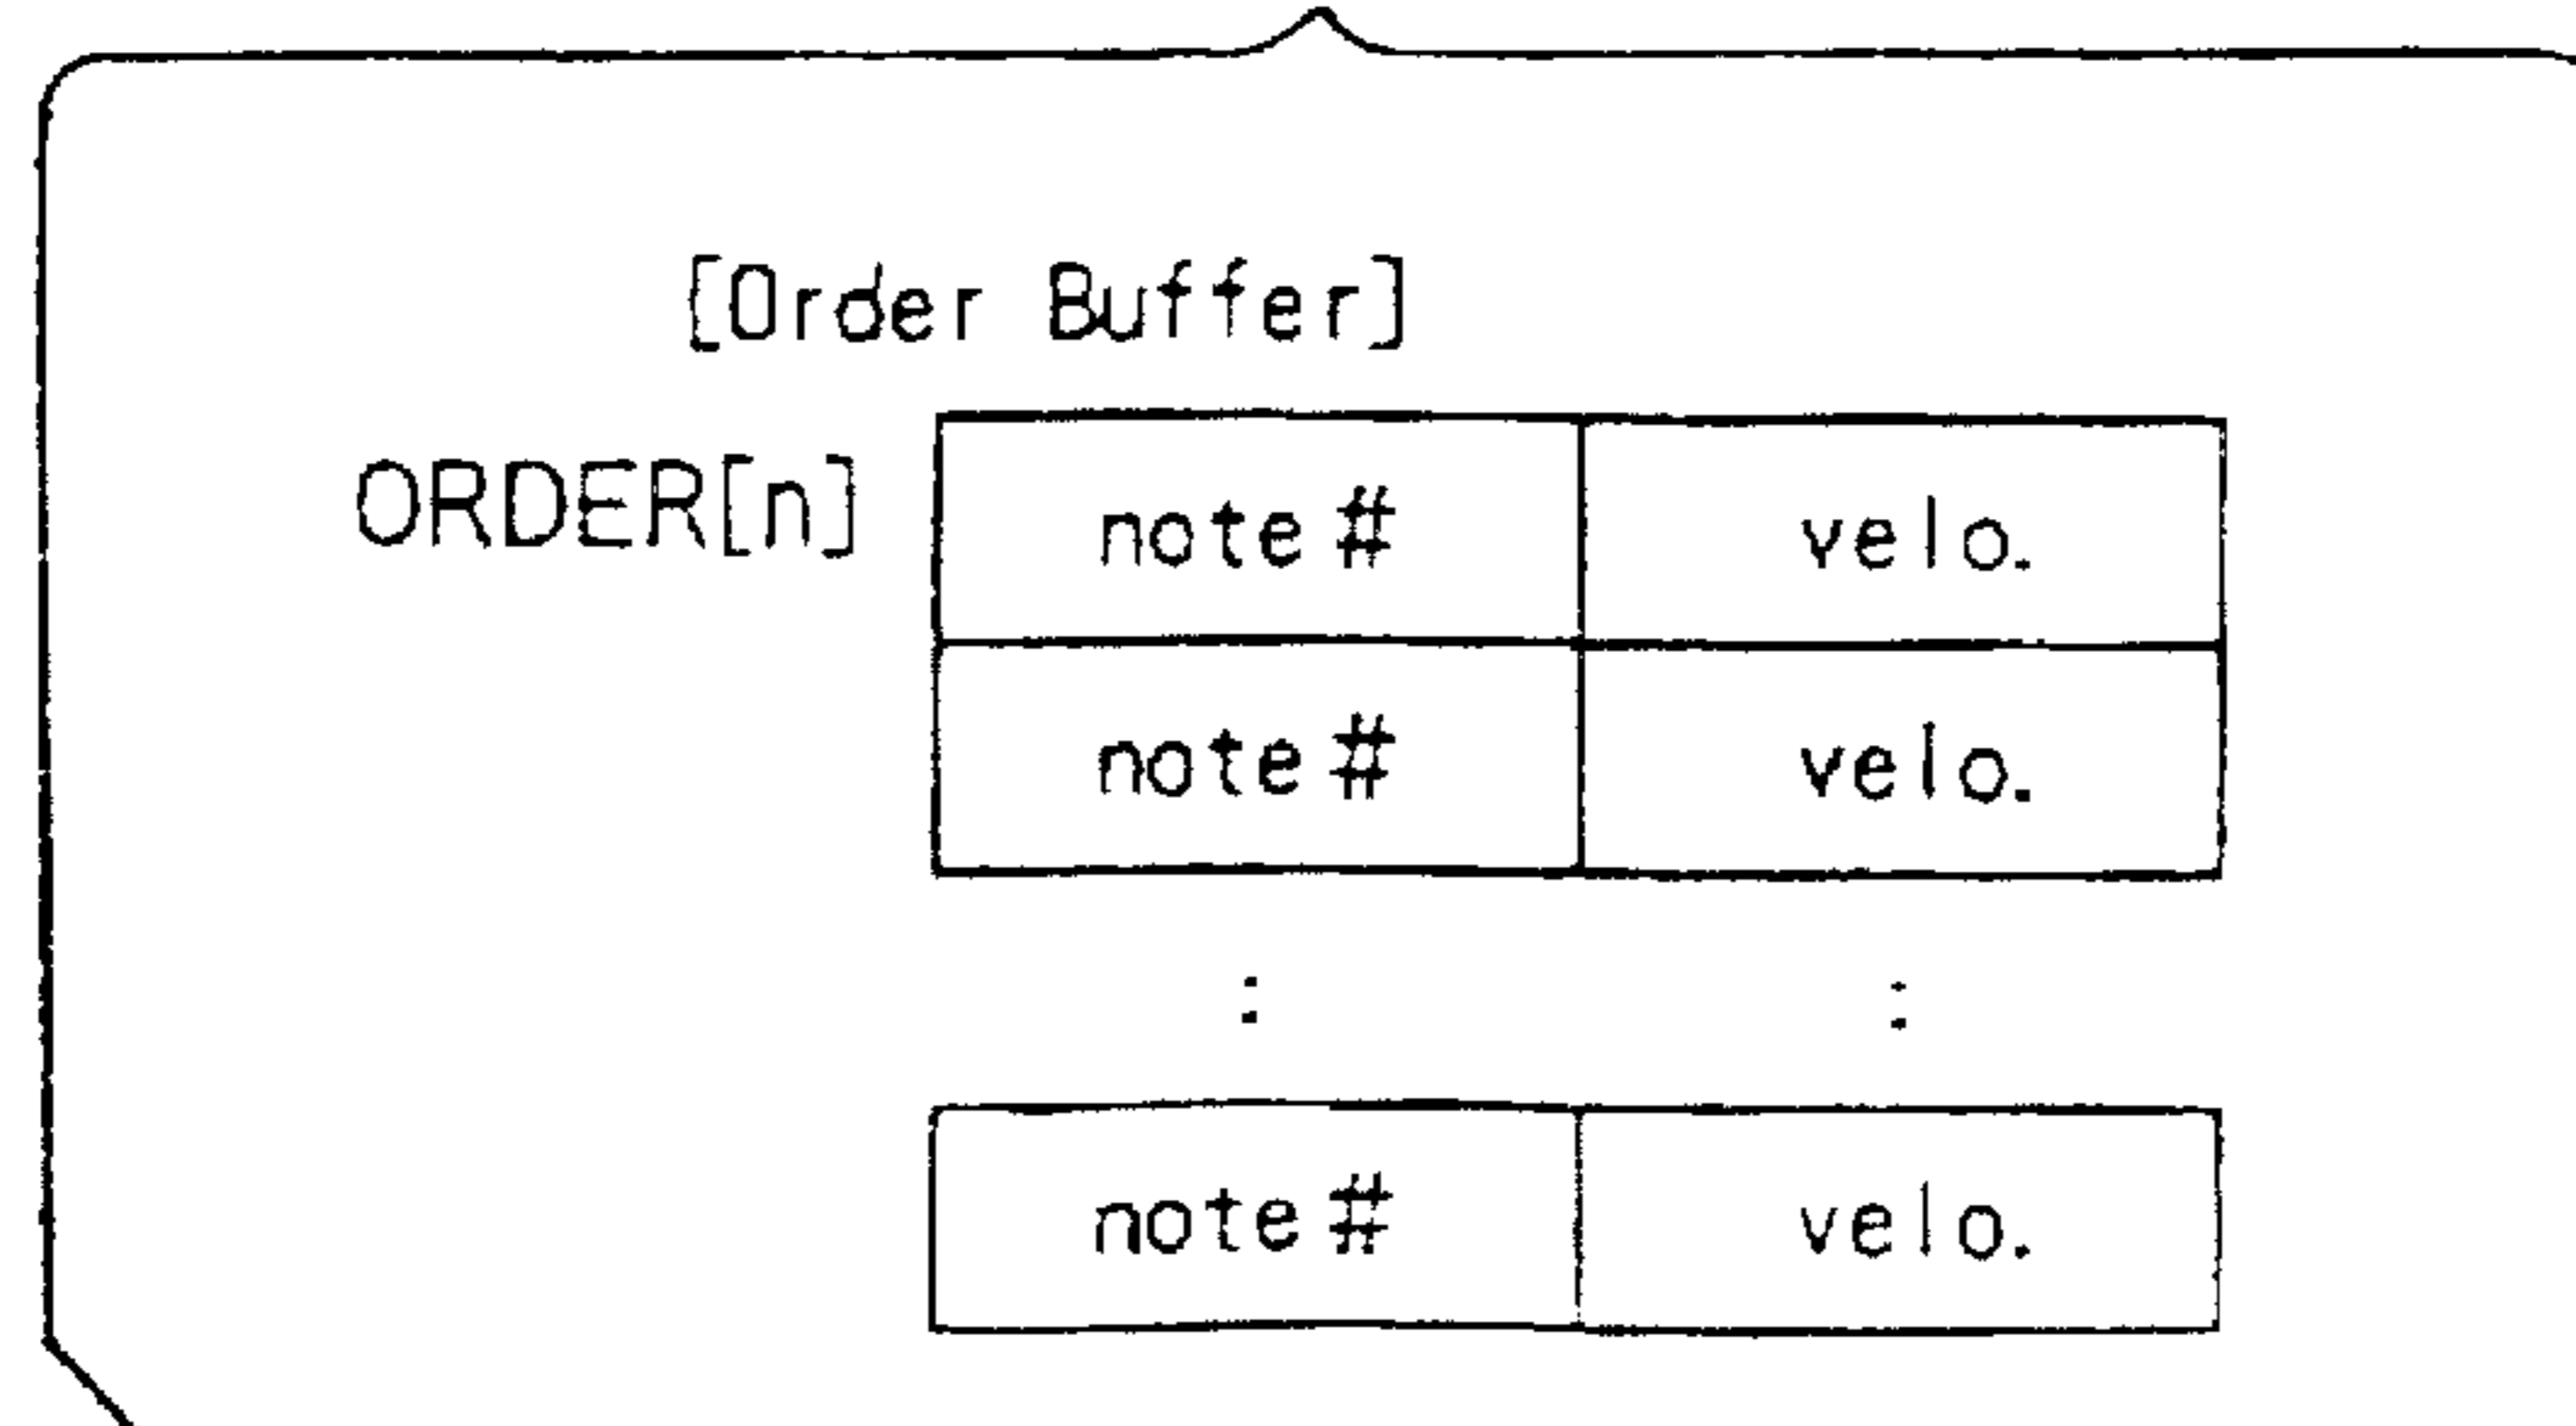 [Order Buffer]
ORDER[n] note # velo.
note # velo.
: :
note # velo.